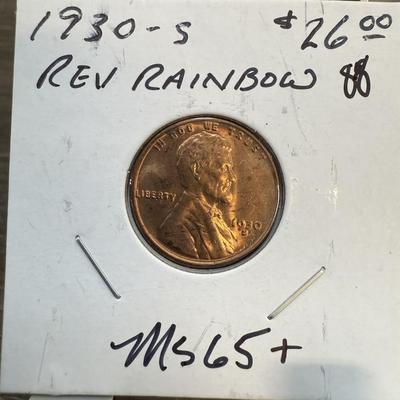 1930-S $26.00
REV RAINBOW
IN GOD WE TRUST
LIBERTY
1930
S
MS65+